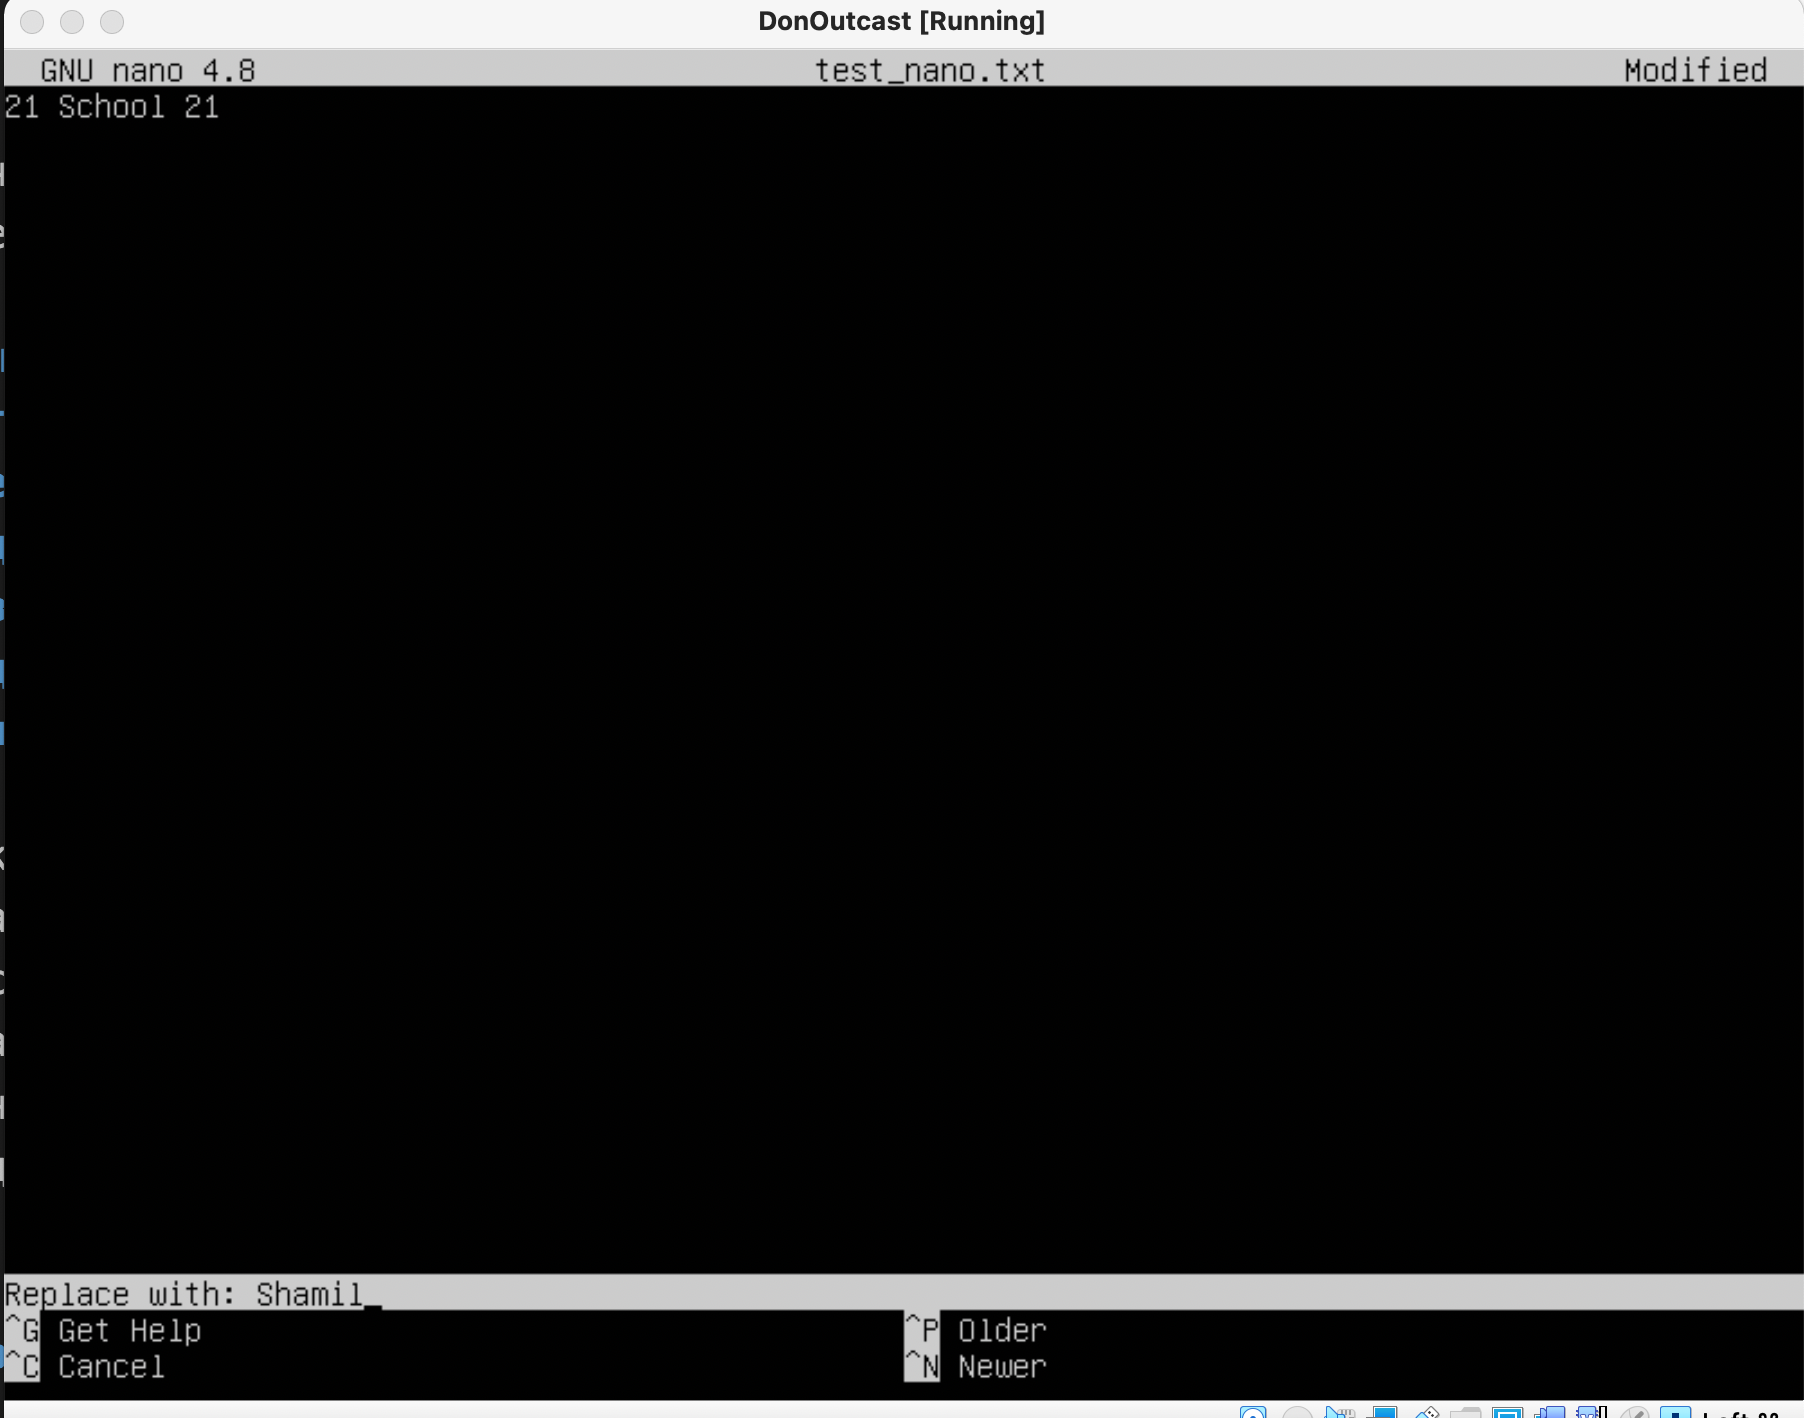 DonOutcast [Running]
GNU nano 4.8 test_nano.txt Modified
21 School 21
Replace with: Shamil_
^G Get Help ^P Older
^C Cancel ^N Newer